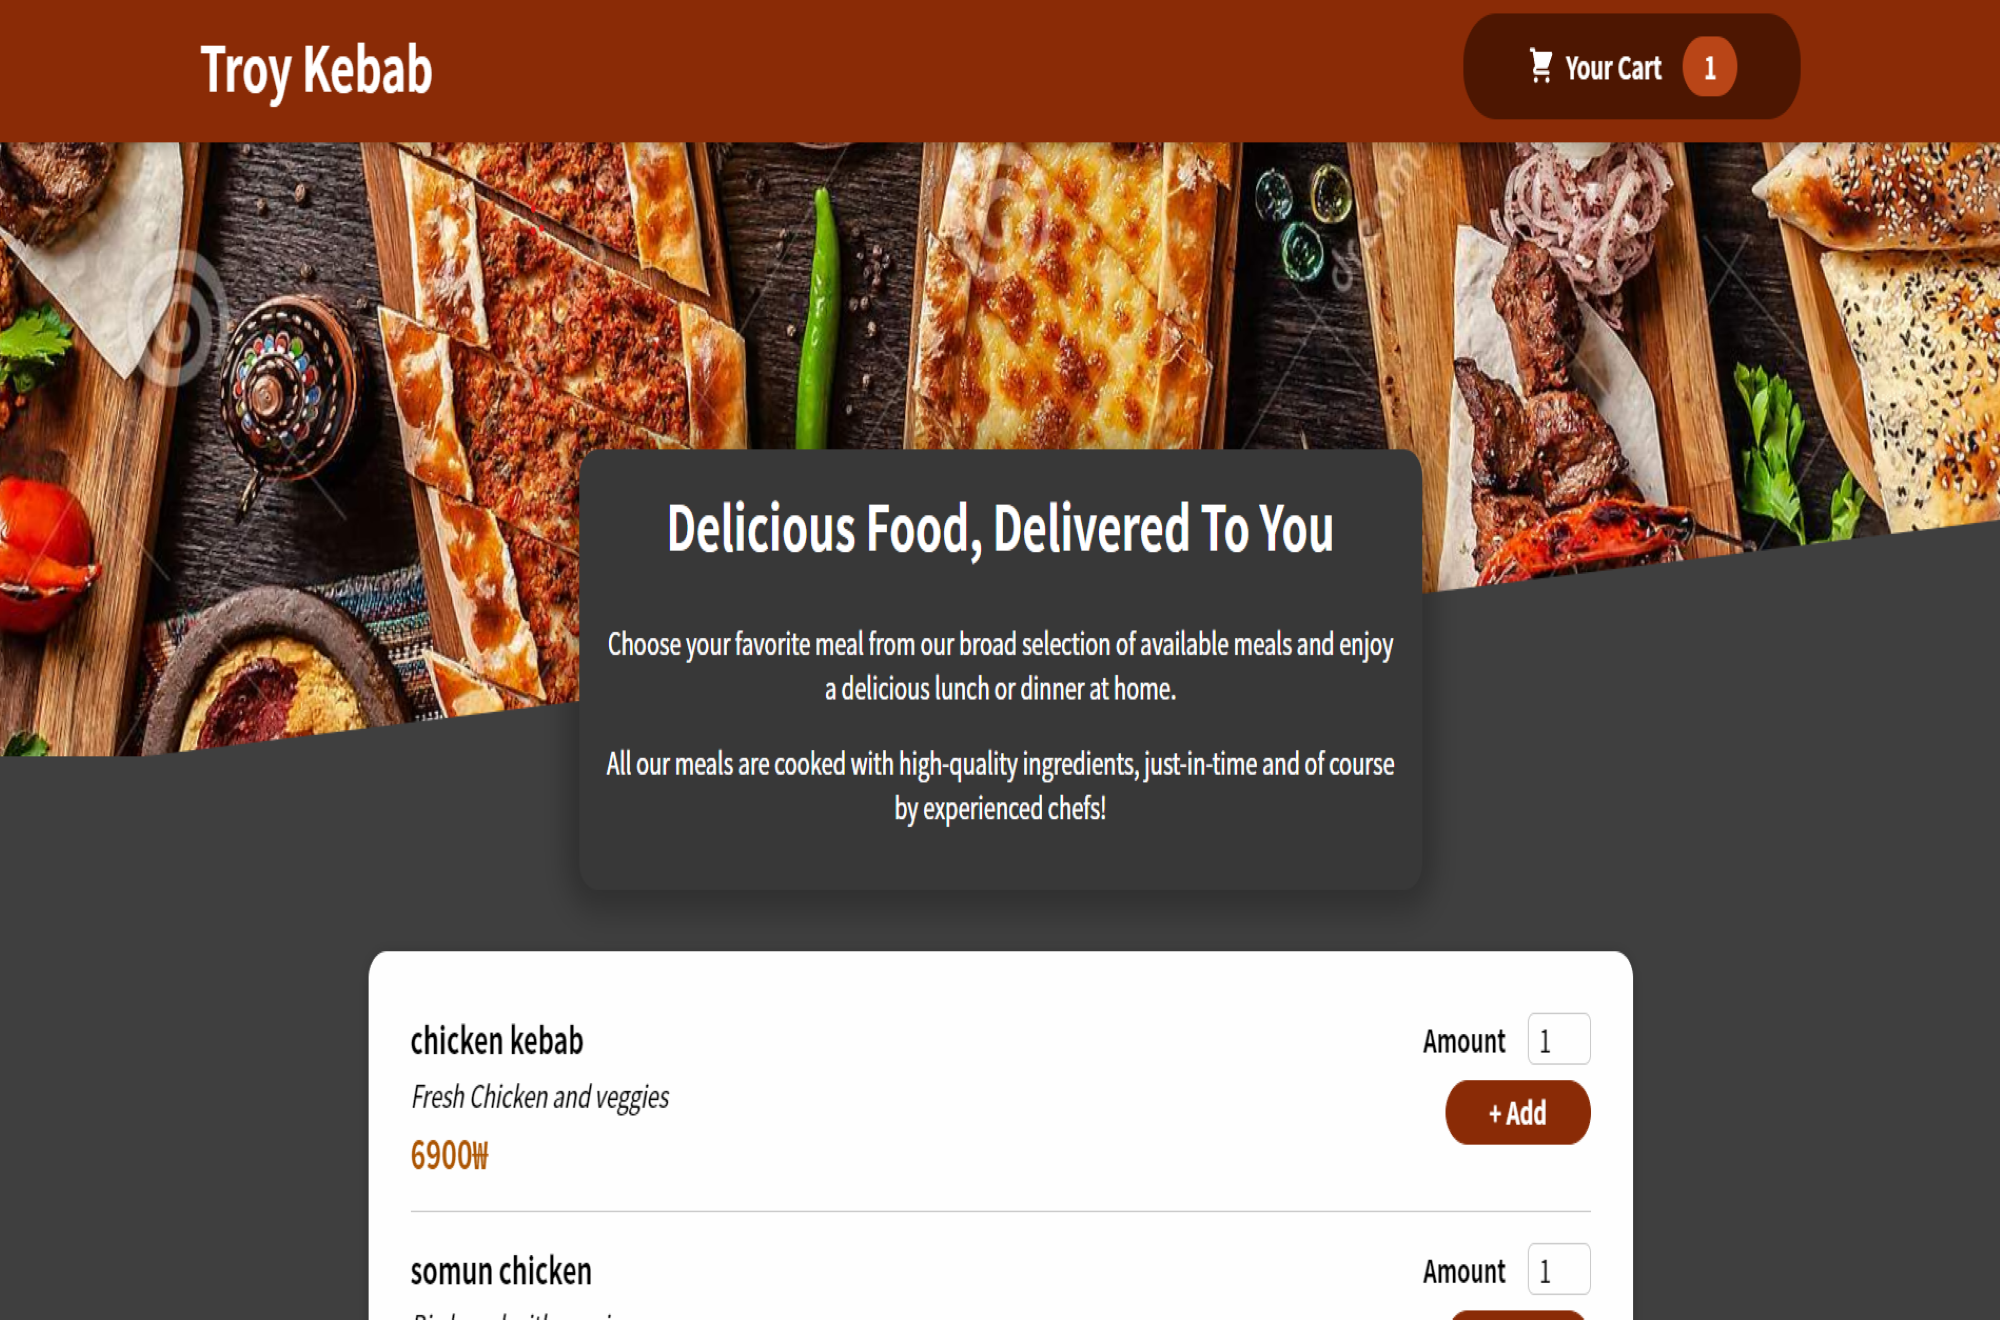 Troy Kebab
Your Cart 1
Delicious Food, Delivered To You
Choose your favorite meal from our broad selection of available meals and enjoy
a delicious lunch or dinner at home.
All our meals are cooked with high-quality ingredients, just-in-time and of course
by experienced chefs!
chicken kebab
Amount 1
Fresh Chicken and veggies
+ Add
6900₩
somun chicken
Amount 1